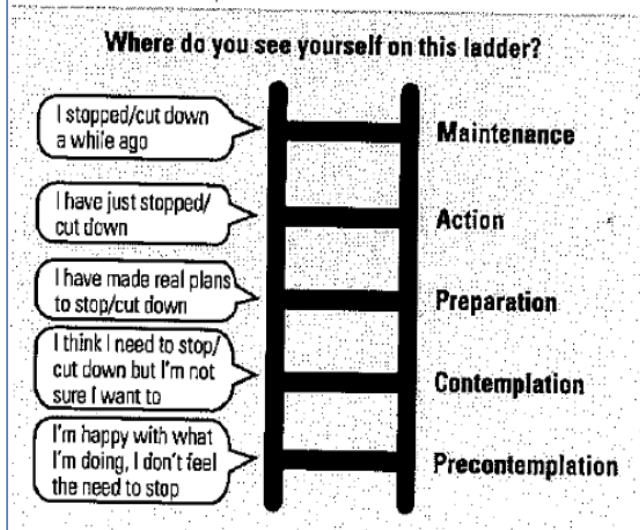 Where do you see yourself on this ladder?
I stopped/cut down
a while ago
Maintenance
I have just stopped/
cut down
Action
I have made real plans
to stop/cut down
Preparation
I think I need to stop/
cut down but I'm not
sure I want to
Contemplation
I'm happy with what
I'm doing, I don't feel
the need to stop
Precontemplation